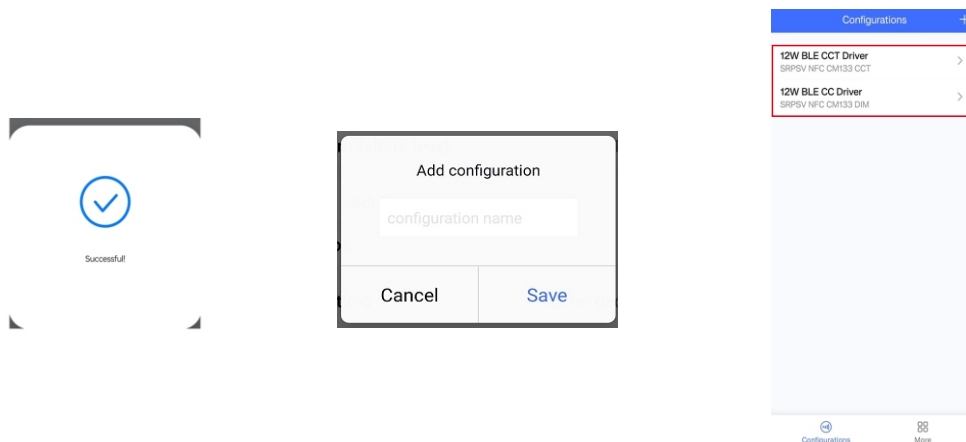 Successful!
Add configuration
configuration name
Cancel
Save
Configurations +
12W BLE CCT Driver
SRPSV NFC CM133 CCT
12W BLE CC Driver
SRPSV NFC CM133 DIM
Configurations
More